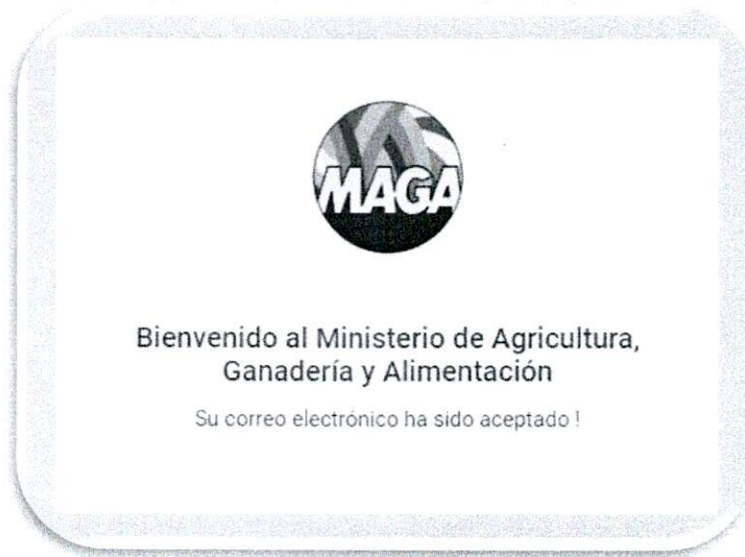 MAGA
Bienvenido al Ministerio de Agricultura,
Ganadería y Alimentación
Su correo electrónico ha sido aceptado !